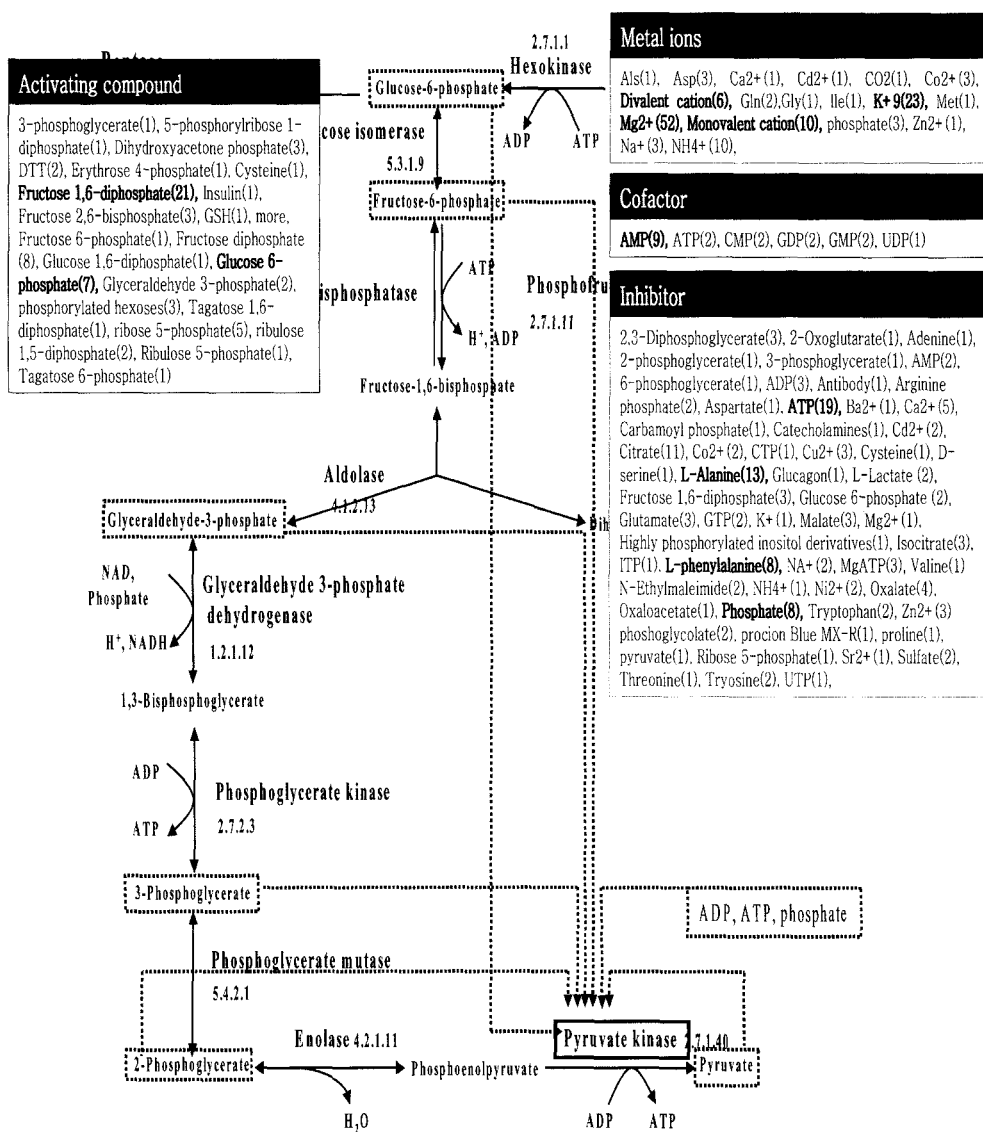 2.7.1.1
Hexokinase
Glucose-6-phosphate
ADP ATP
cose isomerase
5.3.1.9
Fructose-6-phosphate
ATP
isphosphatase
Phosphofru
2.7.1.11
H+, ADP
Fructose-1,6-bisphosphate
Activating compound
3-phosphoglycerate(1), 5-phosphorylribose 1-
diphosphate(1), Dihydroxyacetone phosphate(3),
DTT(2), Erythrose 4-phosphate(1), Cysteine(1),
Fructose 1,6-diphosphate(21), Insulin(1),
Fructose 2,6-bisphosphate(3), GSH(1), more,
Fructose 6-phosphate(1), Fructose diphosphate
(8), Glucose 1,6-diphosphate(1), Glucose 6-
phosphate(7), Glyceraldehyde 3-phosphate(2),
phosphorylated hexoses(3), Tagatose 1,6-
diphosphate(1), ribose 5-phosphate(5), ribulose
1,5-diphosphate(2), Ribulose 5-phosphate(1),
Tagatose 6-phosphate(1)
Metal ions
Als(1), Asp(3), Ca2+(1), Cd2+(1), CO2(1), Co2+(3),
Divalent cation(6), Gln(2),Gly(1), Ile(1), K+9(23), Met(1),
Mg2+(52), Monovalent cation(10), phosphate(3), Zn2+(1),
Na+(3), NH4+(10),
Cofactor
AMP(9), ATP(2), CMP(2), GDP(2), GMP(2), UDP(1)
Inhibitor
2,3-Diphosphoglycerate(3), 2-Oxoglutarate(1), Adenine(1),
2-phosphoglycerate(1), 3-phosphoglycerate(1), AMP(2),
6-phosphoglycerate(1), ADP(3), Antibody(1), Arginine
phosphate(2), Aspartate(1), ATP(19), Ba2+(1), Ca2+(5),
Carbamoyl phosphate(1), Catecholamines(1), Cd2+(2),
Citrate(11), Co2+(2), CTP(1), Cu2+(3), Cysteine(1), D-
serine(1), L-Alanine(13), Glucagon(1), L-Lactate (2),
Fructose 1,6-diphosphate(3), Glucose 6-phosphate (2),
Glutamate(3), GTP(2), K+(1), Malate(3), Mg2+(1),
Highly phosphorylated inositol derivatives(1), Isocitrate(3),
ITP(1). L-phenylalanine(8), NA+(2), MgATP(3), Valine(1)
N-Ethylmaleimide(2), NH4+(1), Ni2+(2), Oxalate(4),
Oxaloacetate(1), Phosphate(8), Tryptophan(2), Zn2+(3)
phoshoglycolate(2), procion Blue MX-R(1), proline(1),
pyruvate(1), Ribose 5-phosphate(1), Sr2+(1), Sulfate(2),
Threonine(1), Tryosine(2), UTP(1),
Aldolase
4.1.2.13
Glyceraldehyde-3-phosphate
Dih
NAD,
Phosphate
Glyceraldehyde 3-phosphate
dehydrogenase
H+, NADH
1.2.1.12
1,3-Bisphosphoglycerate
ADP
Phosphoglycerate kinase
ATP
2.7.2.3
3-Phosphoglycerate
ADP, ATP, phosphate
Phosphoglycerate mutase
5.4.2.1
Enolase 4.2.1.11
Pyruvate kinase 2.7.1.40
2-Phosphoglycerate
Phosphoenolpyruvate
Pyruvate
H2O
ADP ATP